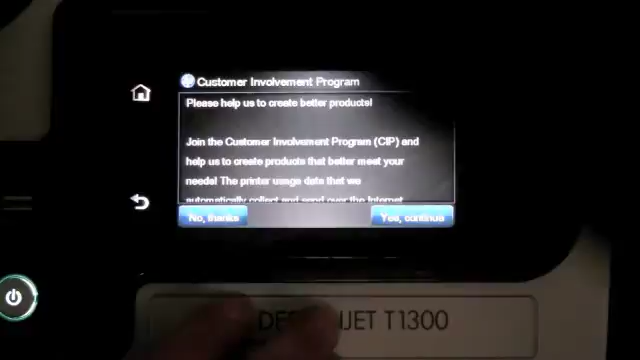 Customer Involvement Program
Please help us to create better products!
Join the Customer Involvement Program (CIP) and
help us to create products that better meet your
needs! The printer usage data that we
automatically collect and send over the Internet
No, thanks
Yes, continue
JET T1300